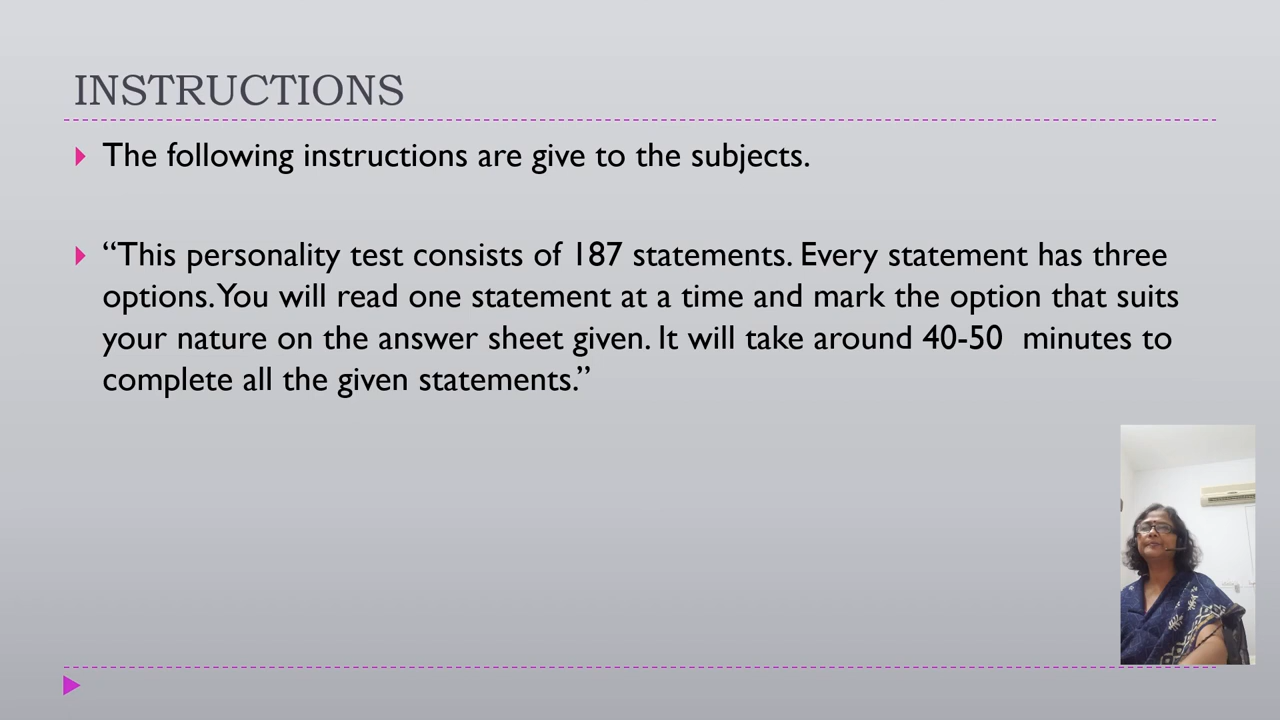 INSTRUCTIONS
The following instructions are give to the subjects.
“This personality test consists of 187 statements. Every statement has three
options. You will read one statement at a time and mark the option that suits
your nature on the answer sheet given. It will take around 40-50 minutes to
complete all the given statements.”